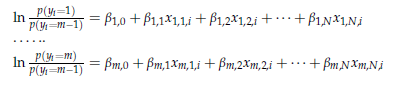 ln p(yᵢ=1)/p(yᵢ=m−1) = β₁,₀ + β₁,₁x₁,₁,ᵢ + β₁,₂x₁,₂,ᵢ + ⋯ + β₁,Nx₁,N,ᵢ
······
ln p(yᵢ=m)/p(yᵢ=m−1) = βm,₀ + βm,₁xm,₁,ᵢ + βm,₂xm,₂,ᵢ + ⋯ + βm,Nxm,N,ᵢ